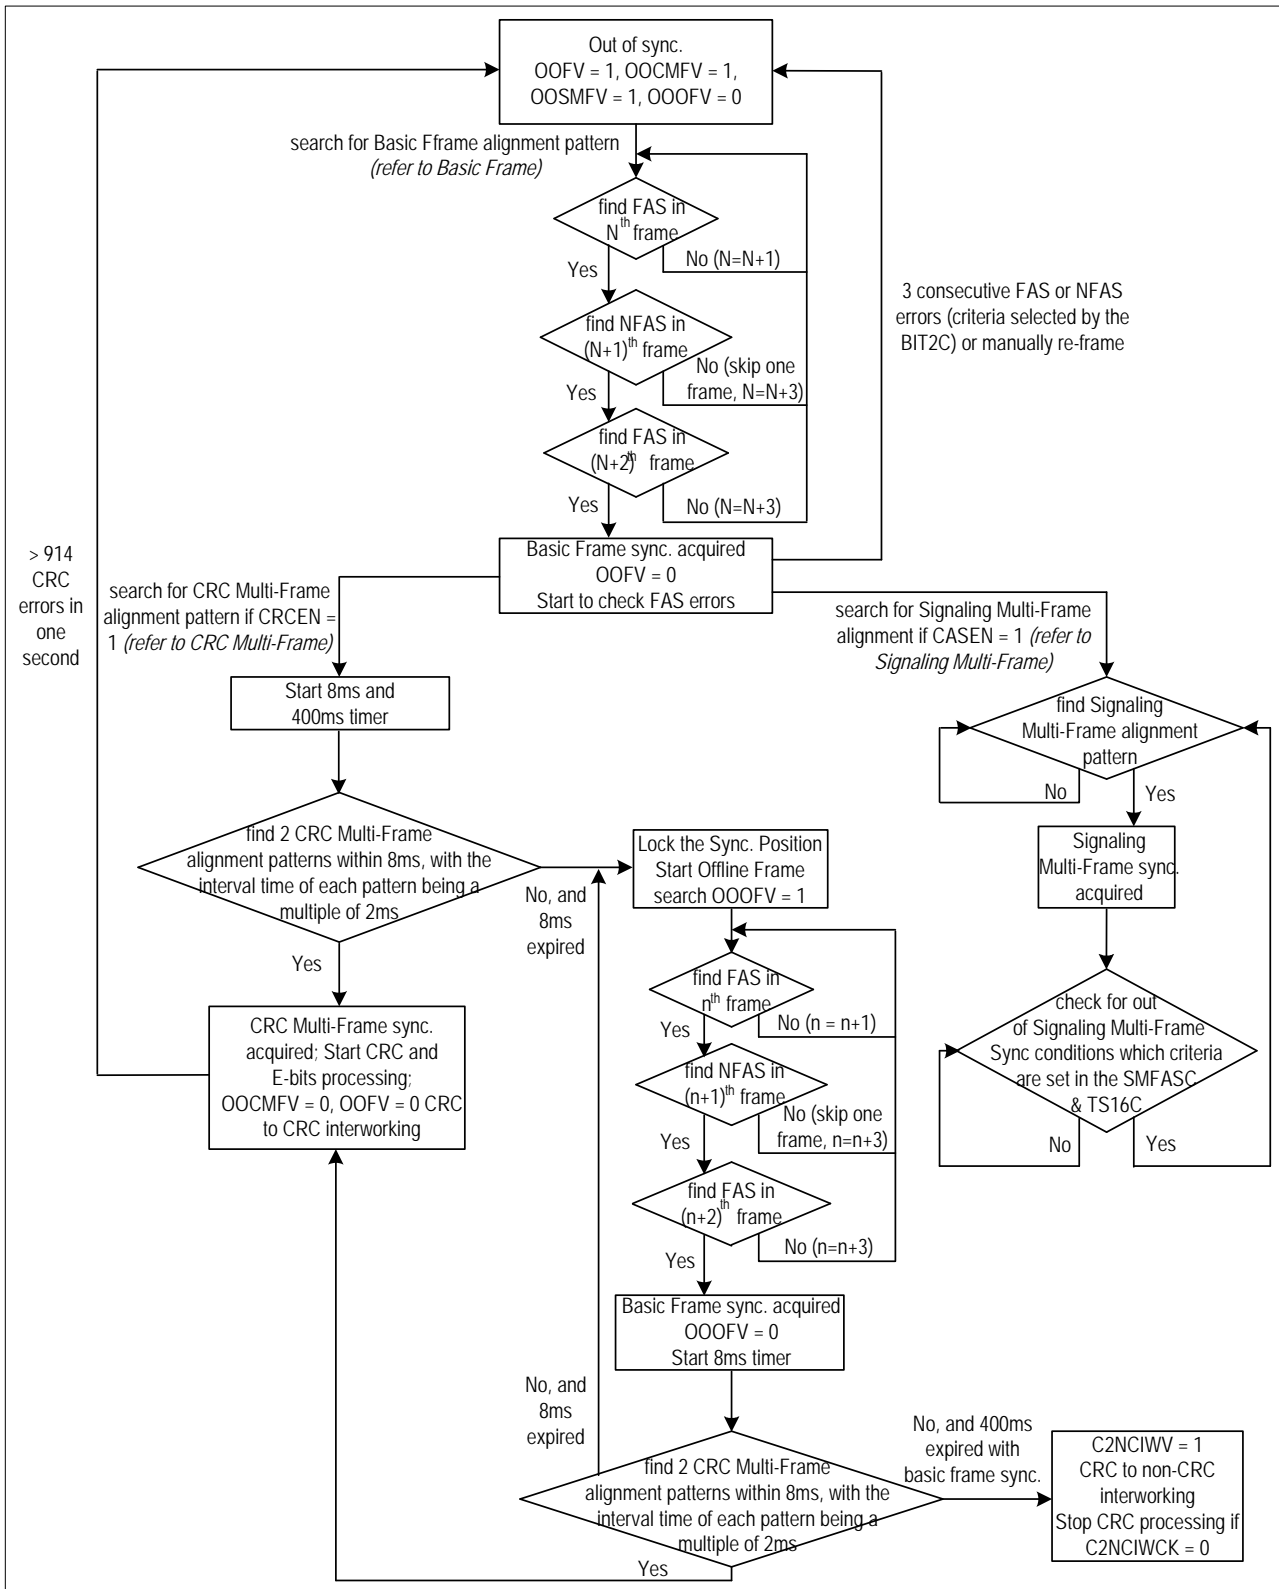 Out of sync.
OOFV = 1, OOCMFV = 1,
OOSMFV = 1, OOOFV = 0
search for Basic Fframe alignment pattern
(refer to Basic Frame)
find FAS in
Nth frame
No (N=N+1)
Yes
find NFAS in
(N+1)th frame
No (skip one
frame, N=N+3)
Yes
find FAS in
(N+2)th frame
No (N=N+3)
Yes
3 consecutive FAS or NFAS
errors (criteria selected by the
BIT2C) or manually re-frame
Basic Frame sync. acquired
OOFV = 0
Start to check FAS errors
> 914
CRC
errors in
one
second
search for CRC Multi-Frame
alignment pattern if CRCEN =
1 (refer to CRC Multi-Frame)
search for Signaling Multi-Frame
alignment if CASEN = 1 (refer to
Signaling Multi-Frame)
Start 8ms and
400ms timer
find Signaling
Multi-Frame alignment
pattern
No
Yes
find 2 CRC Multi-Frame
alignment patterns within 8ms, with the
interval time of each pattern being a
multiple of 2ms
No, and
8ms
expired
Yes
Lock the Sync. Position
Start Offline Frame
search OOOFV = 1
Signaling
Multi-Frame sync.
acquired
find FAS in
nth frame
No (n = n+1)
Yes
find NFAS in
(n+1)th frame
No (skip one
frame, n=n+3)
Yes
find FAS in
(n+2)th frame
No (n=n+3)
Yes
check for out
of Signaling Multi-Frame
Sync conditions which criteria
are set in the SMFASC
& TS16C
No
Yes
CRC Multi-Frame sync.
acquired; Start CRC and
E-bits processing;
OOCMFV = 0, OOFV = 0 CRC
to CRC interworking
Basic Frame sync. acquired
OOOFV = 0
Start 8ms timer
No, and
8ms
expired
find 2 CRC Multi-Frame
alignment patterns within 8ms, with the
interval time of each pattern being a
multiple of 2ms
Yes
No, and 400ms
expired with
basic frame sync.
C2NCIWV = 1
CRC to non-CRC
interworking
Stop CRC processing if
C2NCIWCK = 0